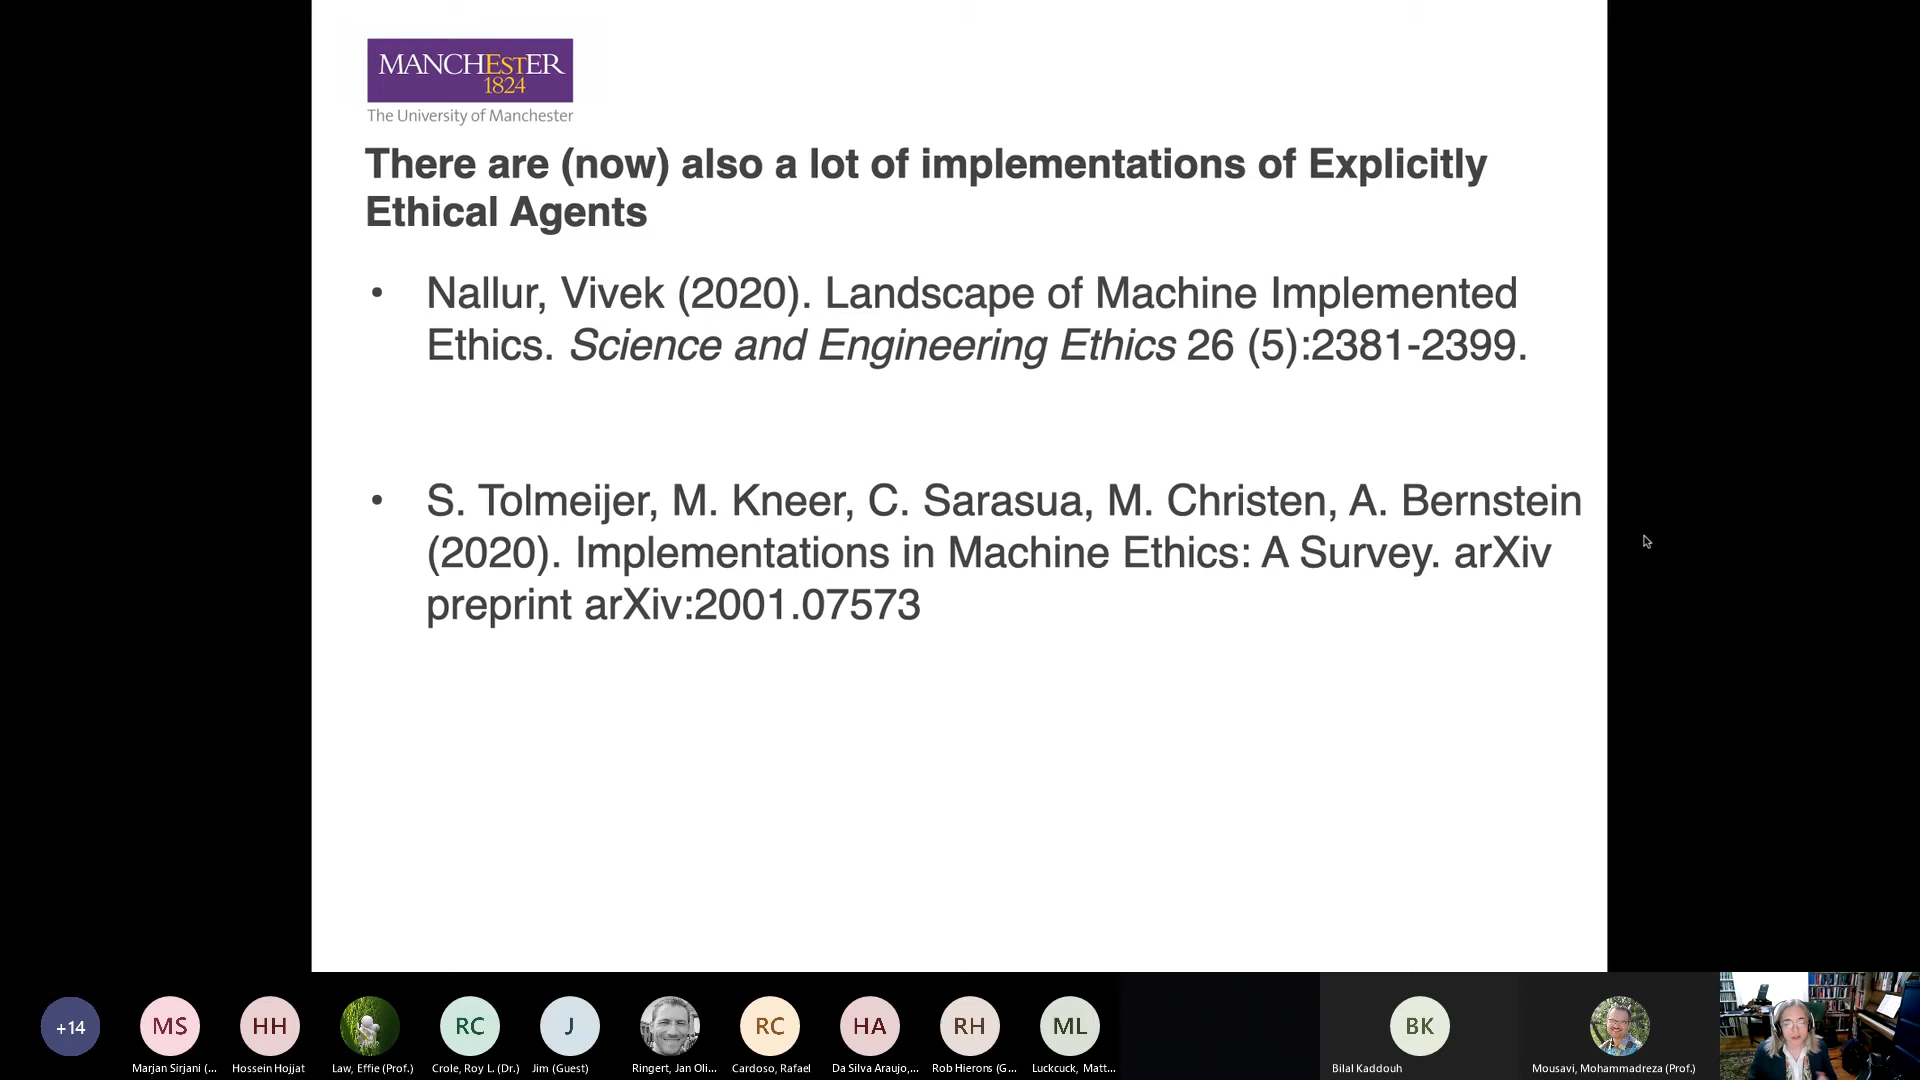 MANCHESTER
1824
The University of Manchester
There are (now) also a lot of implementations of Explicitly
Ethical Agents
• Nallur, Vivek (2020). Landscape of Machine Implemented
Ethics. Science and Engineering Ethics 26 (5):2381-2399.
• S. Tolmeijer, M. Kneer, C. Sarasua, M. Christen, A. Bernstein
(2020). Implementations in Machine Ethics: A Survey. arXiv
preprint arXiv:2001.07573
+14
MS
HH
RC
J
RC
HA
RH
ML
BK
Marjan Sirjani (...
Hossein Hojjat
Law, Effie (Prof.)
Crole, Roy L. (Dr.)
Jim (Guest)
Ringert, Jan Oli...
Cardoso, Rafael
Da Silva Araujo,...
Rob Hierons (G...
Luckcuck, Matt...
Bilal Kaddouh
Mousavi, Mohammadreza (Prof.)